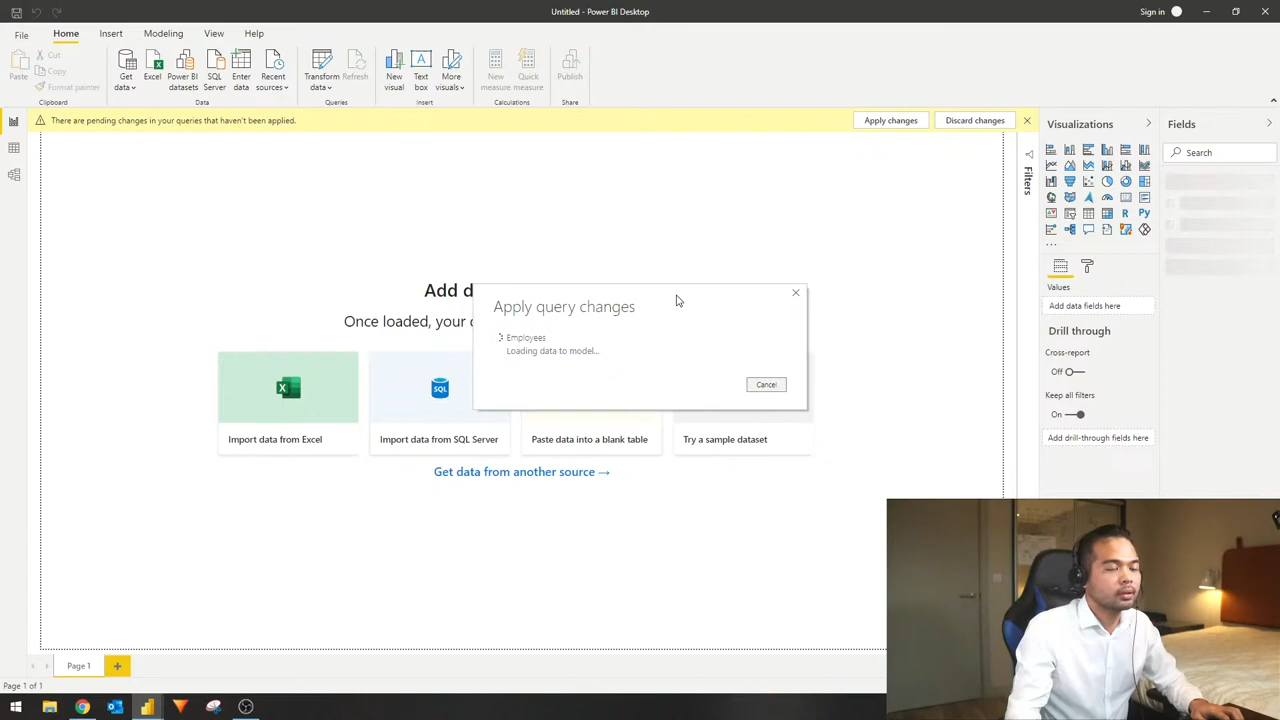 Untitled - Power BI Desktop
Sign in
File
Home
Insert
Modeling
View
Help
Paste
Cut
Copy
Format painter
Clipboard
Get data
Excel
Power BI datasets
SQL Server
Enter data
Recent sources
Data
Transform data
Refresh
Queries
New visual
Text box
More visuals
Insert
New measure
Quick measure
Calculations
Publish
Share
There are pending changes in your queries that haven't been applied.
Apply changes
Discard changes
Visualizations
Fields
Search
Filters
R
Py
Values
Add data fields here
Drill through
Cross-report
Off
Keep all filters
On
Add drill-through fields here
Add d
Once loaded, your
Apply query changes
Employees
Loading data to model...
Cancel
SQL
Import data from Excel
Import data from SQL Server
Paste data into a blank table
Try a sample dataset
Get data from another source →
Page 1
Page 1 of 1